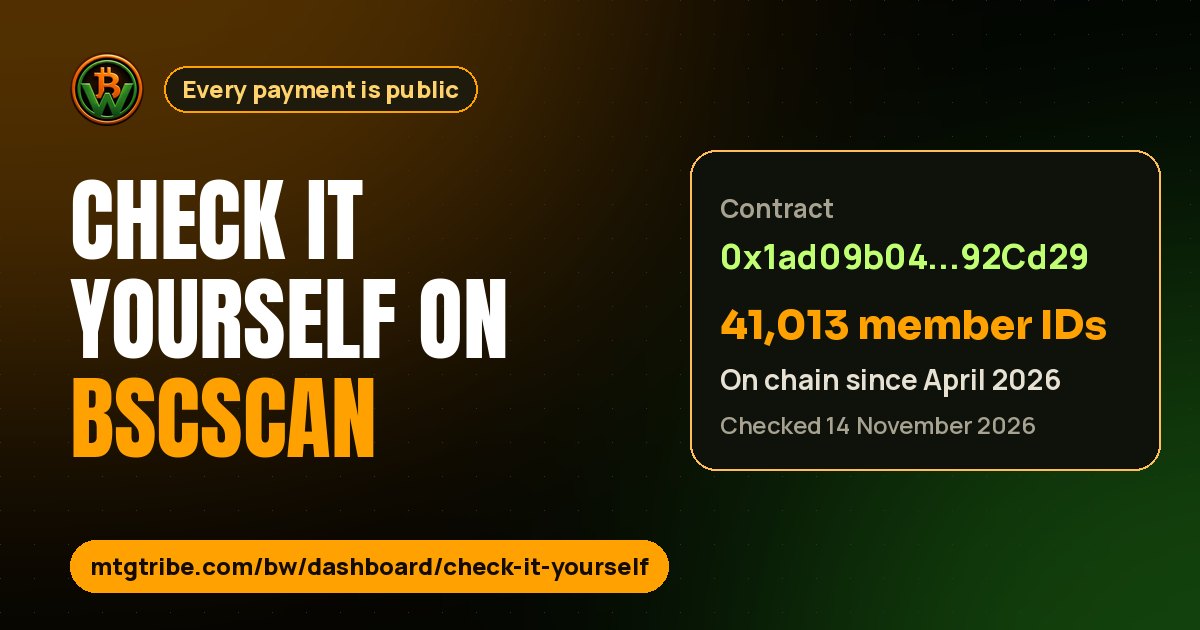 Every payment is public
CHECK IT
YOURSELF ON
BSCSCAN
Contract
0x1ad09b04...92Cd29
41,013 member IDs
On chain since April 2026
Checked 14 November 2026
mtgtribe.com/bw/dashboard/check-it-yourself